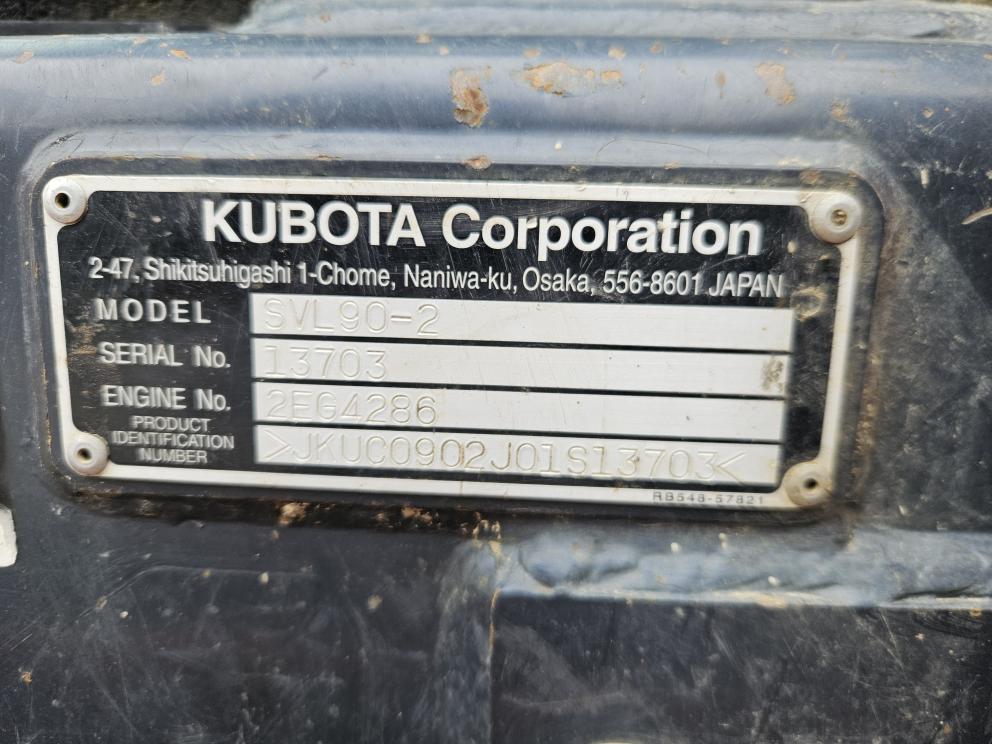 KUBOTA Corporation
2-47, Shikitsuhigashi 1-Chome, Naniwa-ku, Osaka, 556-8601 JAPAN
MODEL SVL90-2
SERIAL No. 13703
ENGINE No. 2EG4286
PRODUCT
IDENTIFICATION
NUMBER >JKUC0902J01S13703<
RB548-57821